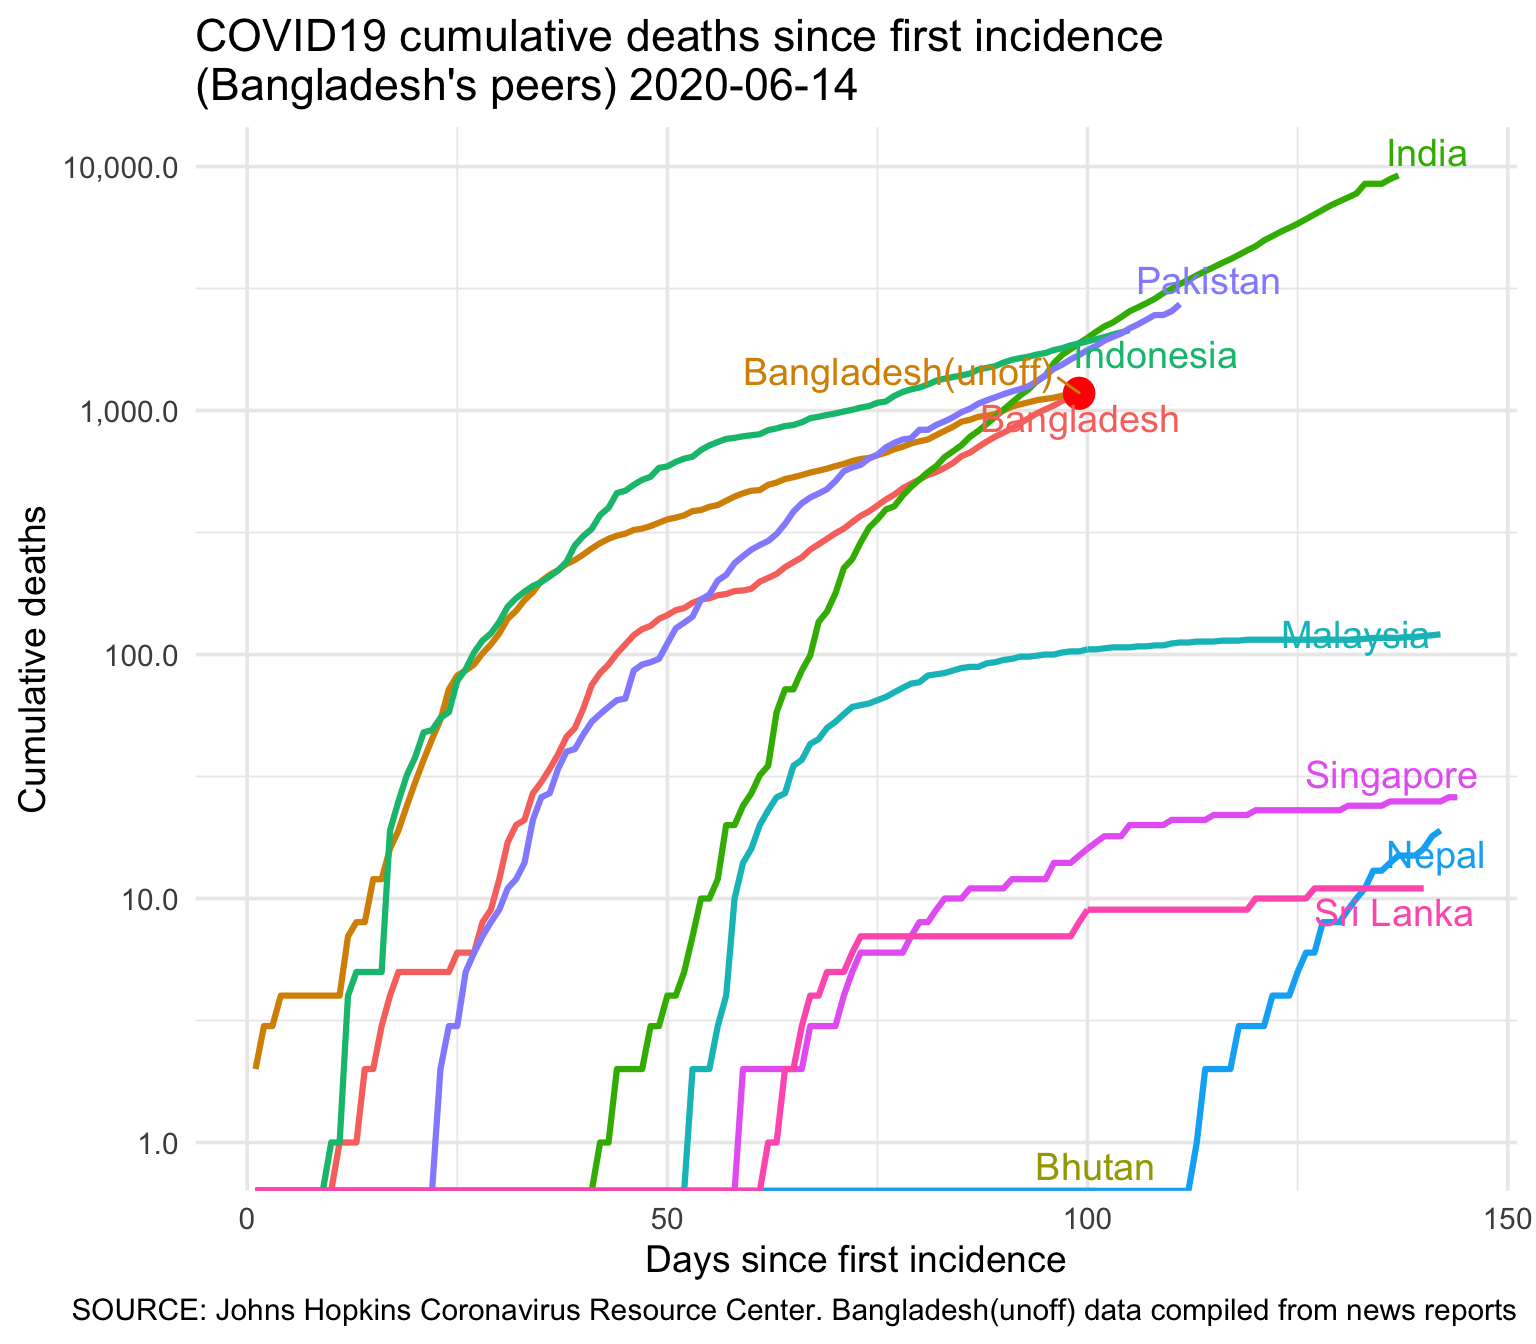 COVID19 cumulative deaths since first incidence
(Bangladesh's peers) 2020-06-14
10,000.0
1,000.0
100.0
10.0
1.0
Cumulative deaths
India
Pakistan
Indonesia
Bangladesh(unoff)
Bangladesh
Malaysia
Singapore
Nepal
Sri Lanka
Bhutan
0 50 100 150
Days since first incidence
SOURCE: Johns Hopkins Coronavirus Resource Center. Bangladesh(unoff) data compiled from news reports